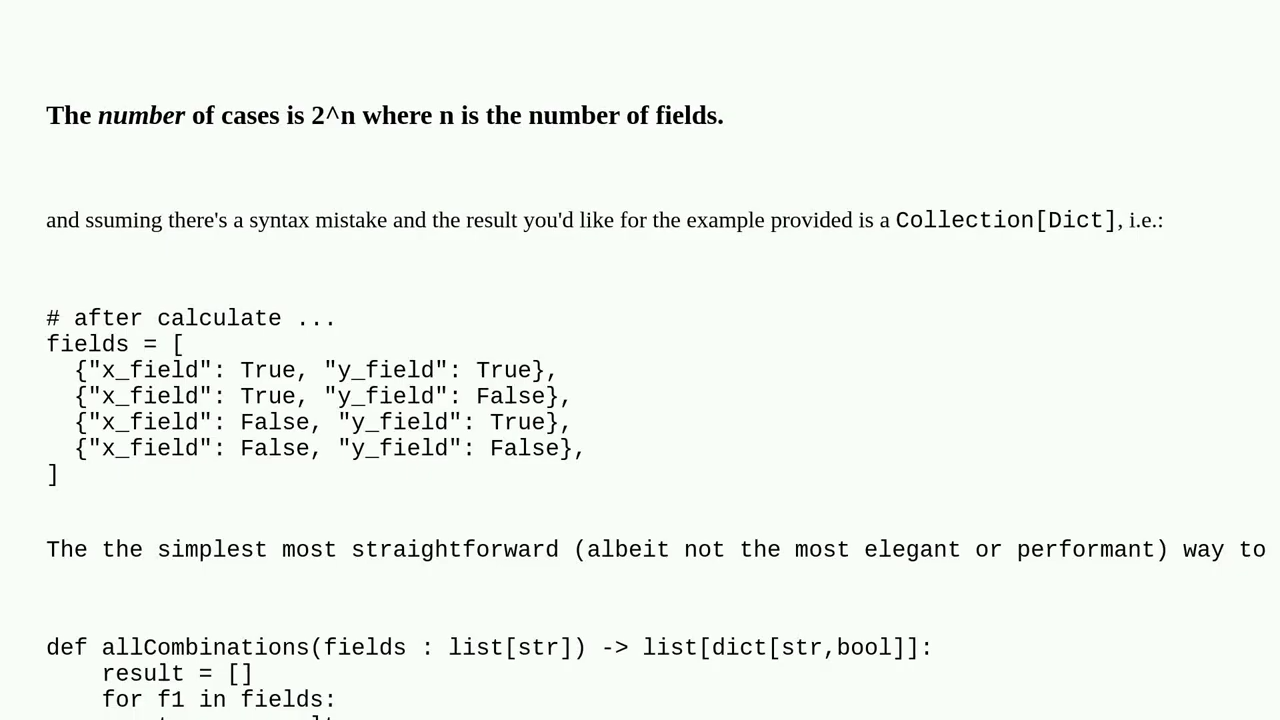 The number of cases is 2^n where n is the number of fields.
and ssuming there's a syntax mistake and the result you'd like for the example provided is a Collection[Dict], i.e.:
# after calculate ...
fields = [
  {"x_field": True, "y_field": True},
  {"x_field": True, "y_field": False},
  {"x_field": False, "y_field": True},
  {"x_field": False, "y_field": False},
]
The the simplest most straightforward (albeit not the most elegant or performant) way to
def allCombinations(fields : list[str]) -> list[dict[str,bool]]:
    result = []
    for f1 in fields: